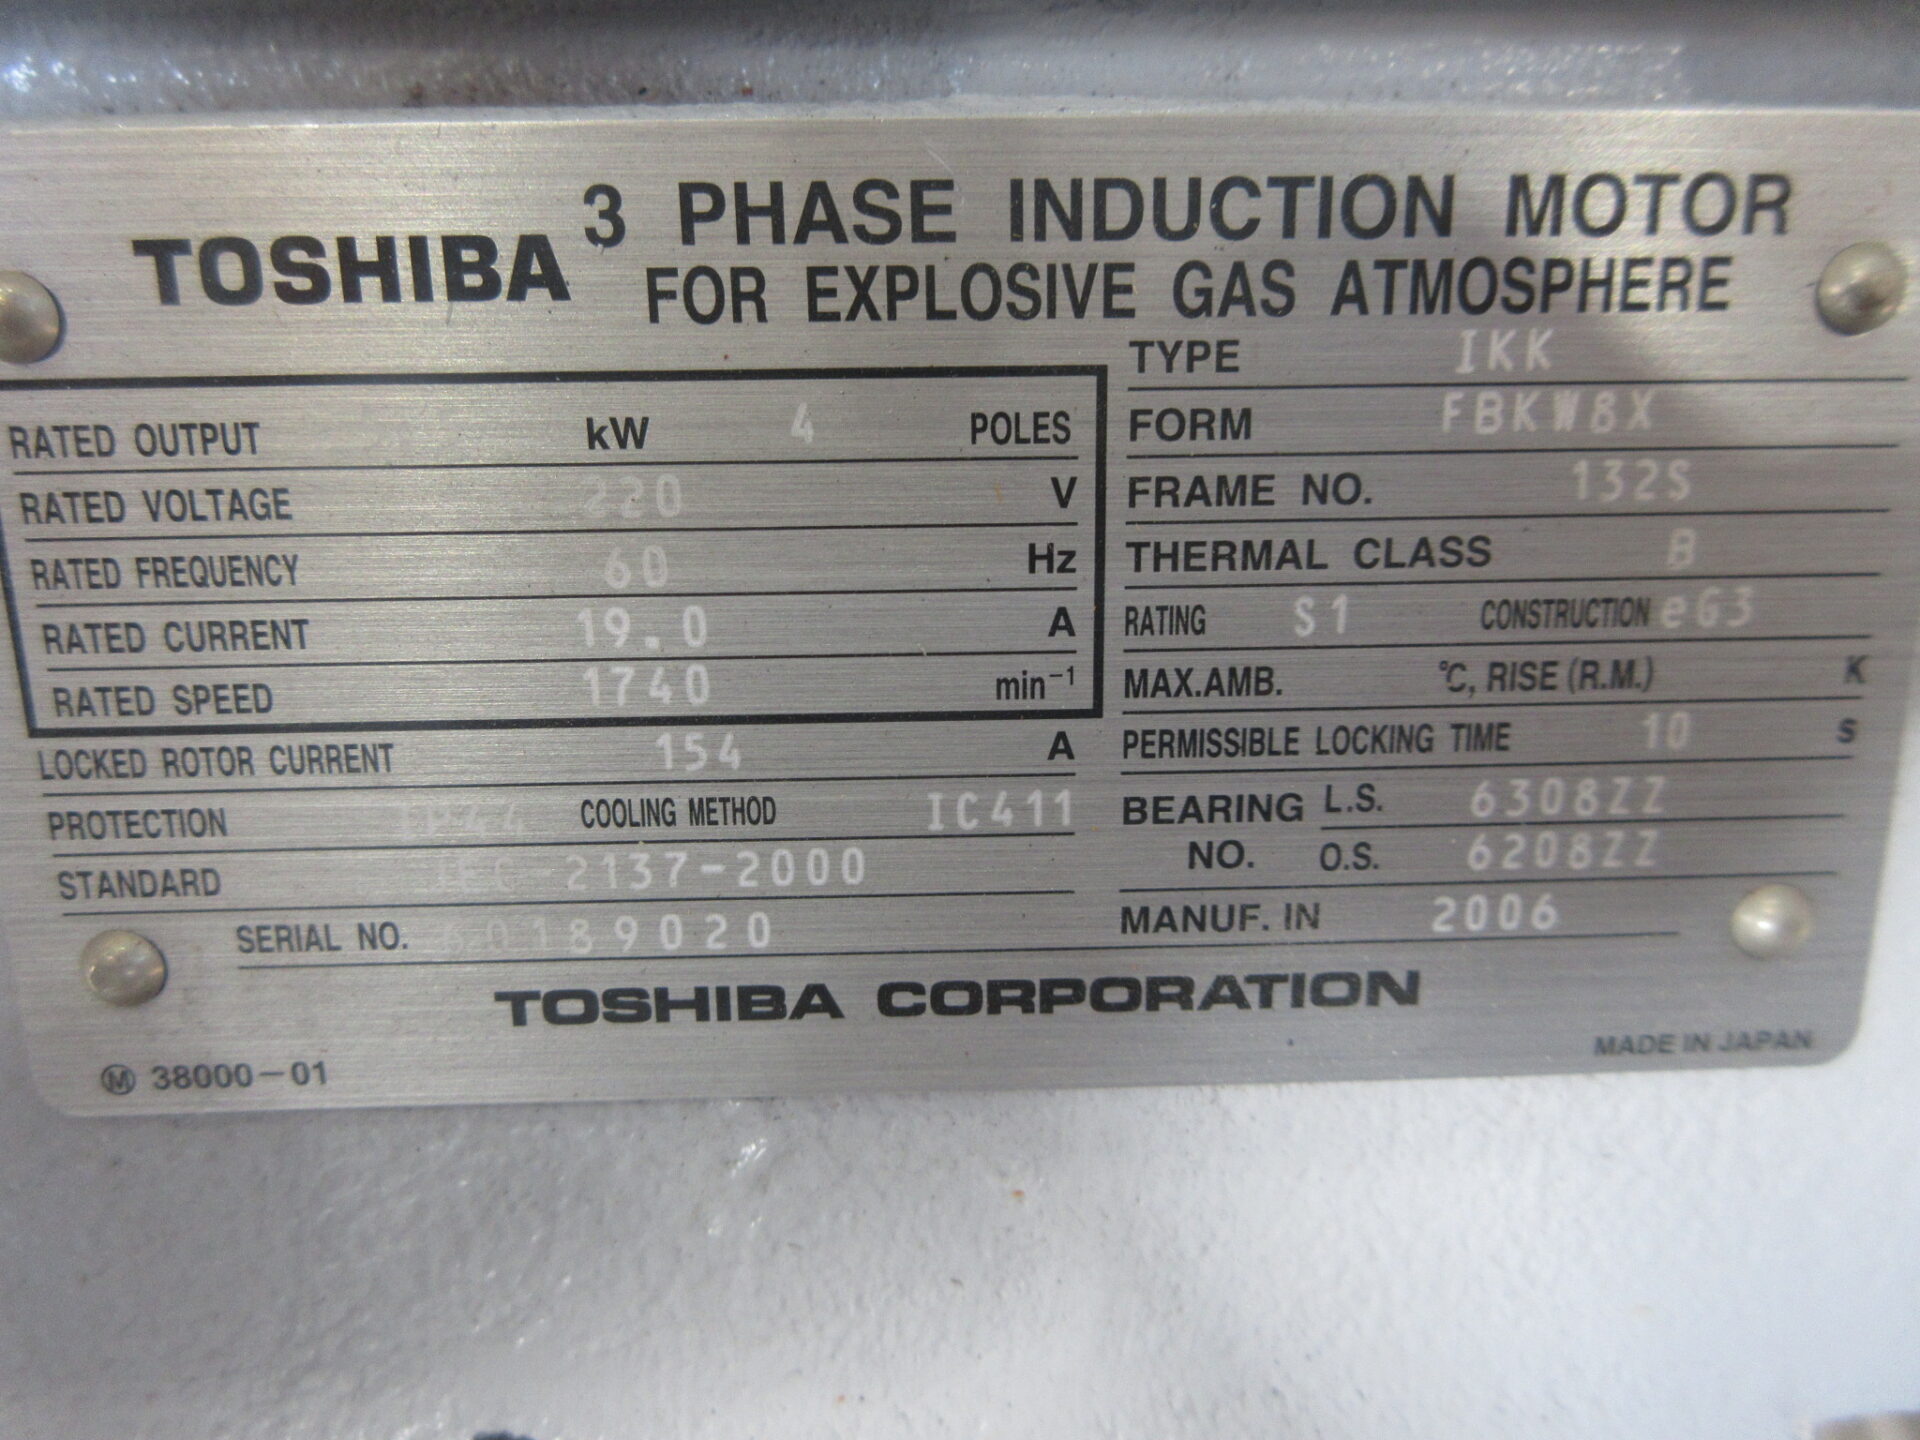 TOSHIBA 3 PHASE INDUCTION MOTOR
FOR EXPLOSIVE GAS ATMOSPHERE
RATED OUTPUT kW 4 POLES
RATED VOLTAGE 220 V
RATED FREQUENCY 60 Hz
RATED CURRENT 19.0 A
RATED SPEED 1740 min⁻¹
LOCKED ROTOR CURRENT 154 A
PROTECTION IP44 COOLING METHOD IC411
STANDARD 2137-2000
SERIAL NO. 60189020
TYPE IKK
FORM FBKW8X
FRAME NO. 132S
THERMAL CLASS B
RATING S1 CONSTRUCTION eG3
MAX.AMB. ℃, RISE (R.M.) K
PERMISSIBLE LOCKING TIME 10 S
BEARING L.S. 6308ZZ
NO. O.S. 6208ZZ
MANUF. IN 2006
TOSHIBA CORPORATION
Ⓜ 38000-01
MADE IN JAPAN